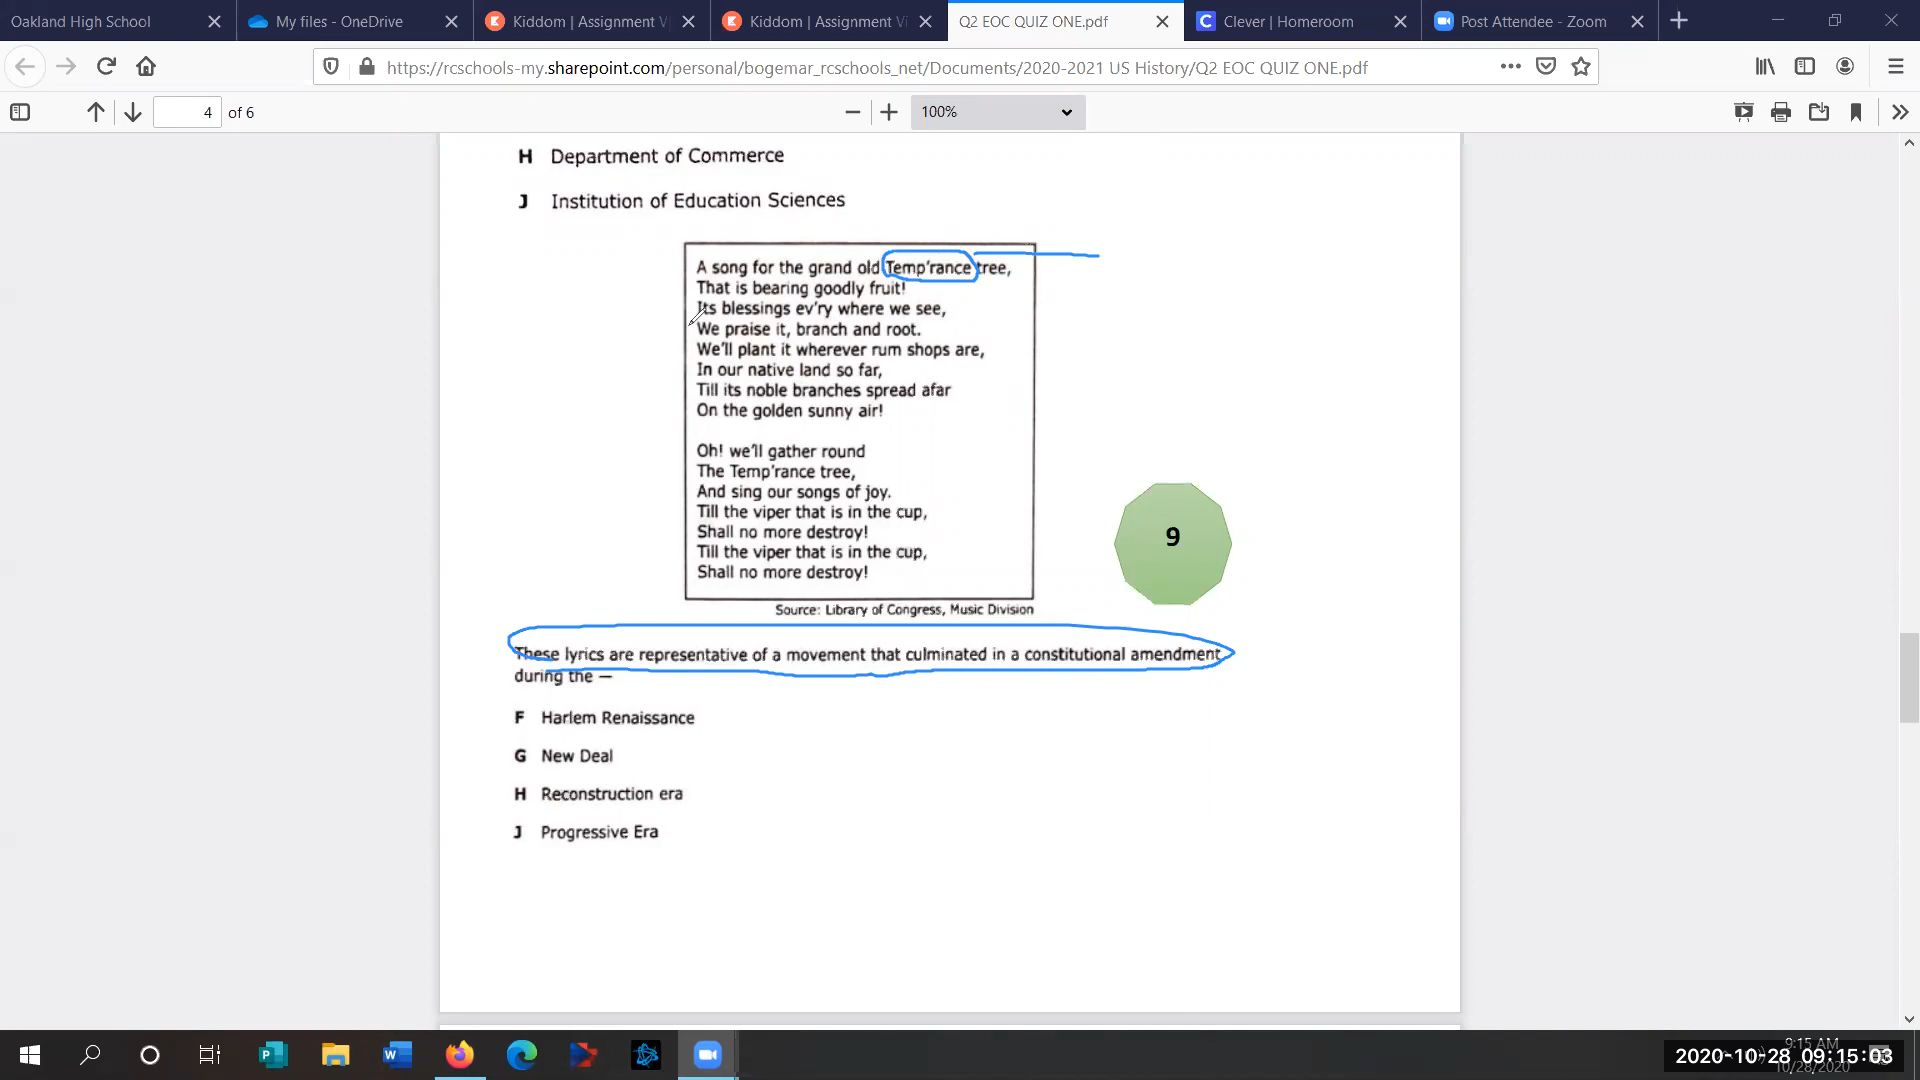 Oakland High School
My files - OneDrive
Kiddom | Assignment V
Kiddom | Assignment Vi
Q2 EOC QUIZ ONE.pdf
Clever | Homeroom
Post Attendee - Zoom
https://rcschools-my.sharepoint.com/personal/bogemar_rcschools_net/Documents/2020-2021 US History/Q2 EOC QUIZ ONE.pdf
4 of 6
100%
H Department of Commerce
J Institution of Education Sciences
A song for the grand old Temp'rance tree,
That is bearing goodly fruit!
Its blessings ev'ry where we see,
We praise it, branch and root.
We'll plant it wherever rum shops are,
In our native land so far,
Till its noble branches spread afar
On the golden sunny air!
Oh! we'll gather round
The Temp'rance tree,
And sing our songs of joy.
Till the viper that is in the cup,
Shall no more destroy!
Till the viper that is in the cup,
Shall no more destroy!
9
Source: Library of Congress, Music Division
These lyrics are representative of a movement that culminated in a constitutional amendment
during the —
F Harlem Renaissance
G New Deal
H Reconstruction era
J Progressive Era
9:15 AM
2020-10-28 09:15:03
10/28/2020